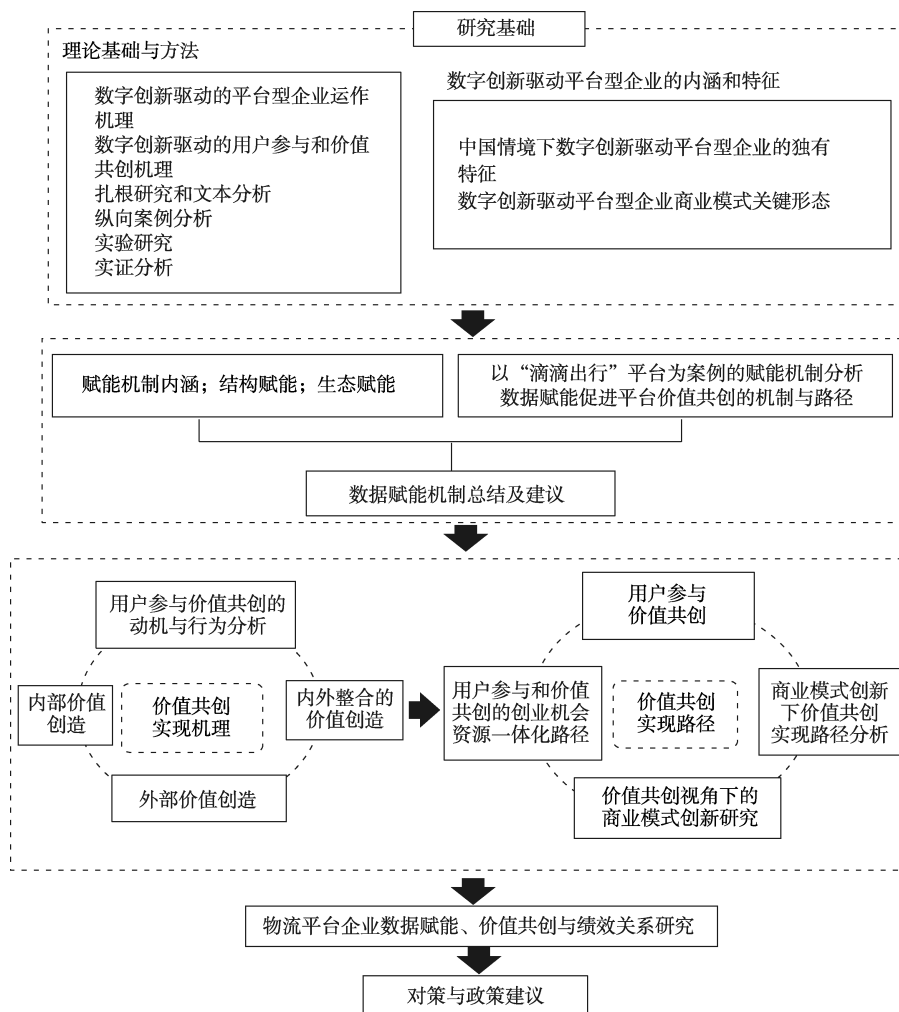 研究基础
理论基础与方法
数字创新驱动的平台型企业运作
机理
数字创新驱动的用户参与和价值
共创机理
扎根研究和文本分析
纵向案例分析
实验研究
实证分析
数字创新驱动平台型企业的内涵和特征
中国情境下数字创新驱动平台型企业的独有
特征
数字创新驱动平台型企业商业模式关键形态
赋能机制内涵；结构赋能；生态赋能
以“滴滴出行”平台为案例的赋能机制分析
数据赋能促进平台价值共创的机制与路径
数据赋能机制总结及建议
用户参与价值共创的
动机与行为分析
内部价值
创造
价值共创
实现机理
内外整合的
价值创造
外部价值创造
用户参与
价值共创
用户参与和价值
共创的创业机会
资源一体化路径
价值共创
实现路径
商业模式创新
下价值共创
实现路径分析
价值共创视角下的
商业模式创新研究
物流平台企业数据赋能、价值共创与绩效关系研究
对策与政策建议